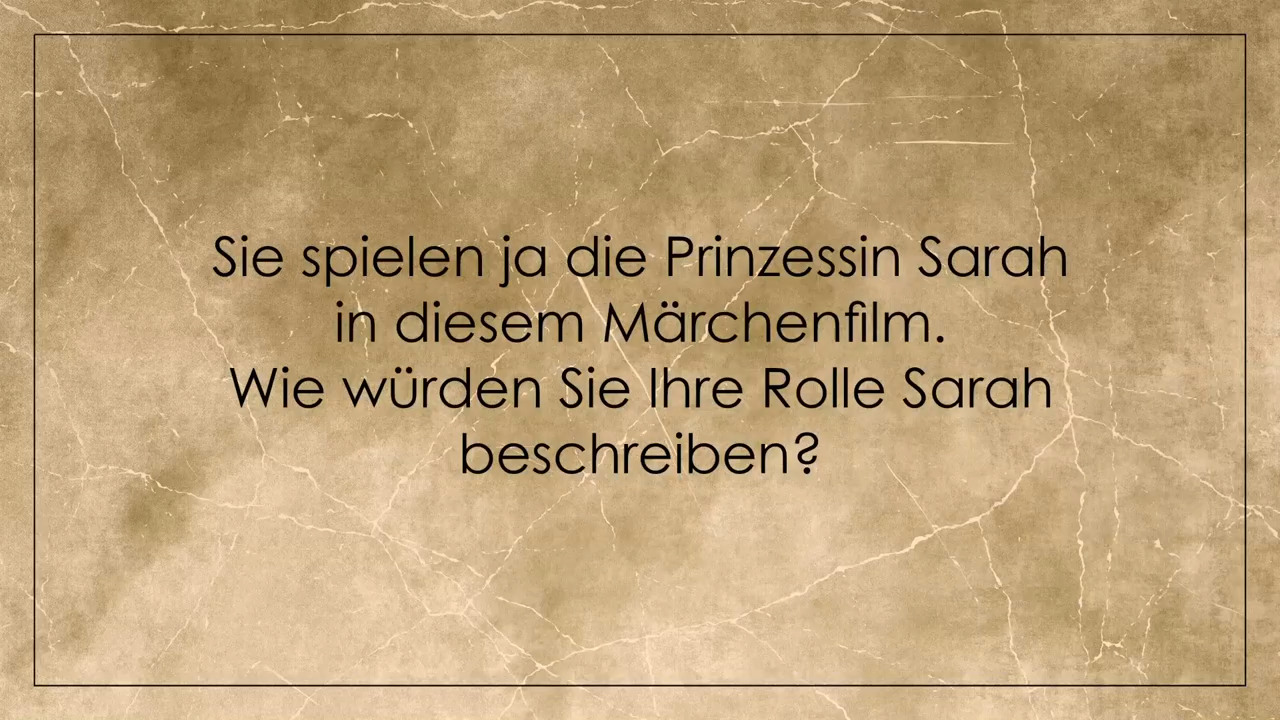 Sie spielen ja die Prinzessin Sarah
in diesem Märchenfilm.
Wie würden Sie Ihre Rolle Sarah
beschreiben?